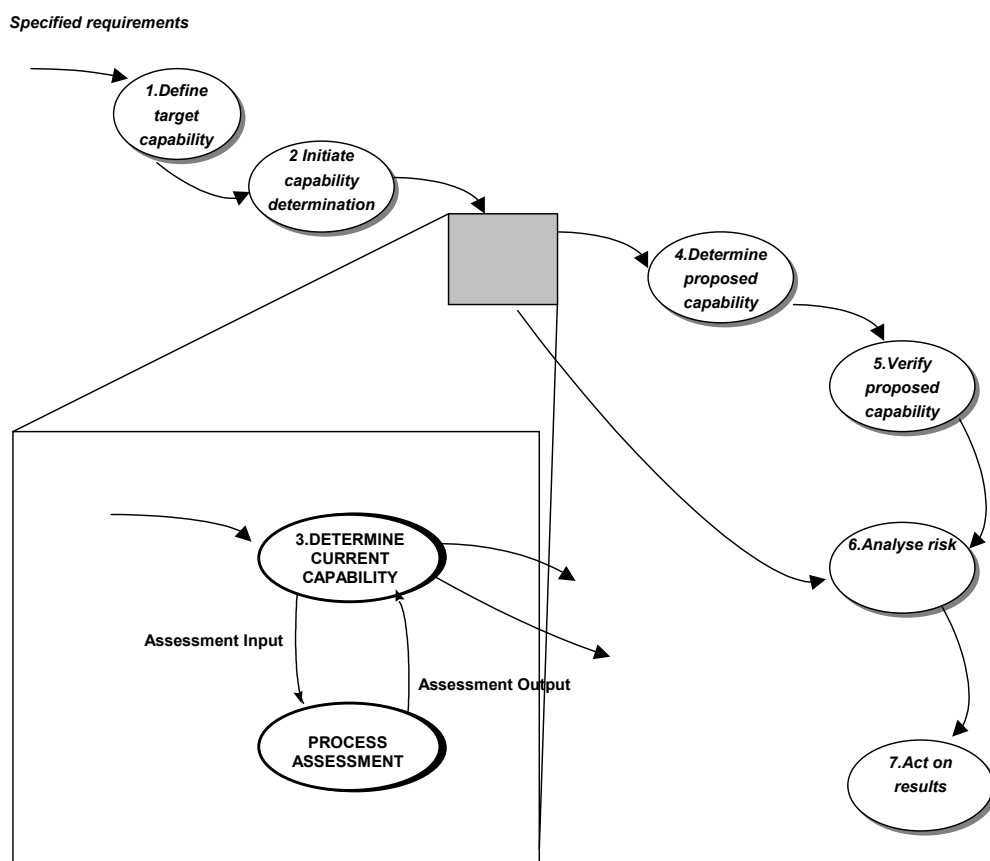 Specified requirements
1.Define
target
capability
2 Initiate
capability
determination
4.Determine
proposed
capability
5.Verify
proposed
capability
3.DETERMINE
CURRENT
CAPABILITY
6.Analyse risk
Assessment Input
Assessment Output
PROCESS
ASSESSMENT
7.Act on
results